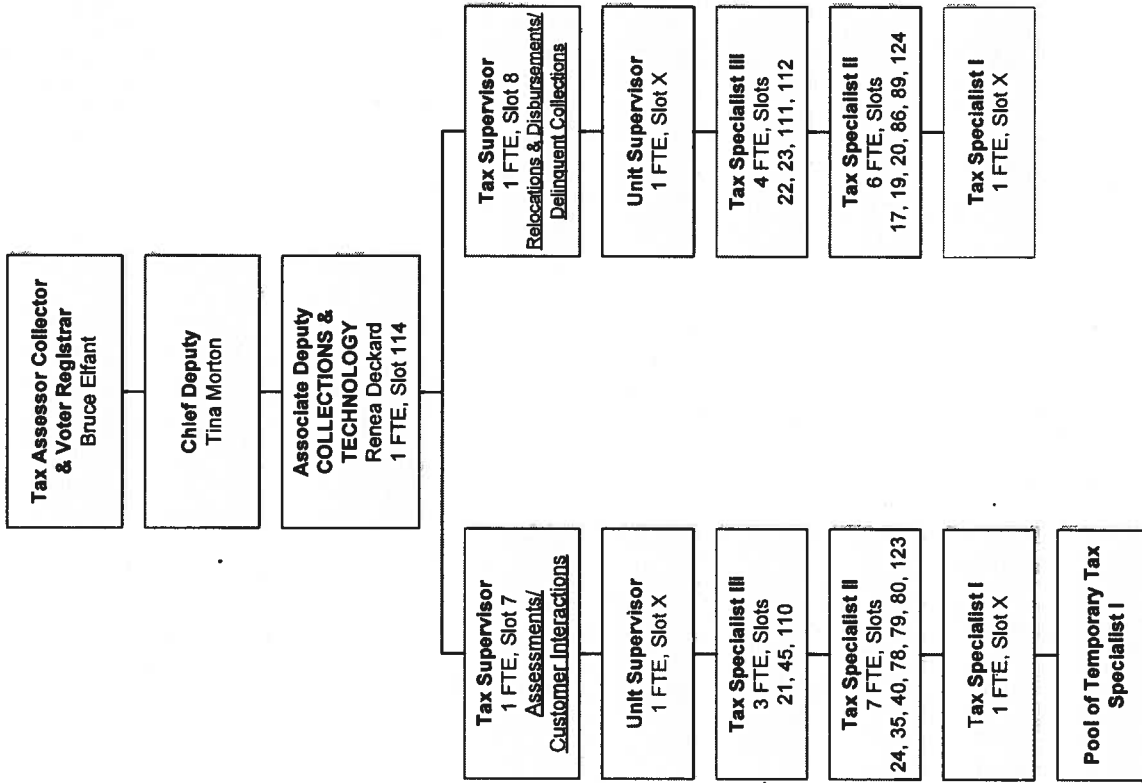 Tax Assessor Collector
& Voter Registrar
Bruce Elfant
Chief Deputy
Tina Morton
Associate Deputy
COLLECTIONS &
TECHNOLOGY
Renea Deckard
1 FTE, Slot 114
Tax Supervisor
1 FTE, Slot 7
Assessments/
Customer Interactions
Unit Supervisor
1 FTE, Slot X
Tax Specialist III
3 FTE, Slots
21, 45, 110
Tax Specialist II
7 FTE, Slots
24, 35, 40, 78, 79, 80, 123
Tax Specialist I
1 FTE, Slot X
Pool of Temporary Tax
Specialist I
Tax Supervisor
1 FTE, Slot 8
Relocations & Disbursements/
Delinquent Collections
Unit Supervisor
1 FTE, Slot X
Tax Specialist III
4 FTE, Slots
22, 23, 111, 112
Tax Specialist II
6 FTE, Slots
17, 19, 20, 86, 89, 124
Tax Specialist I
1 FTE, Slot X